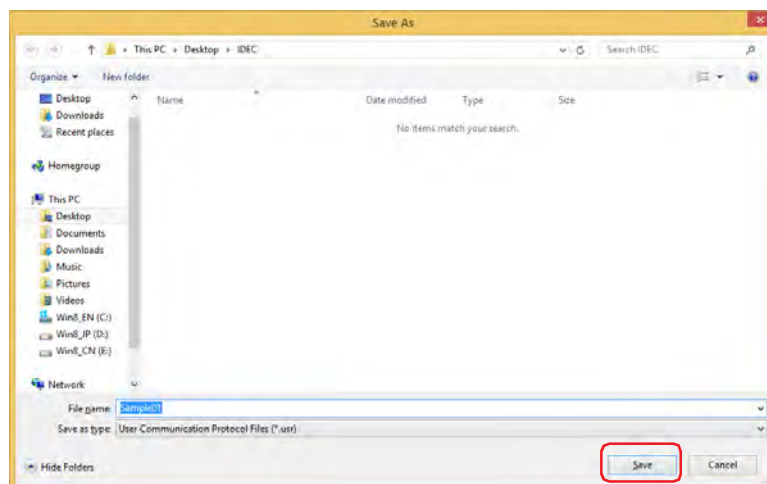 Save As
This PC Desktop IDEC
Search IDEC
Organize New folder
Name Date modified Type Size
No items match your search.
Desktop
Downloads
Recent places
Homegroup
This PC
Desktop
Documents
Downloads
Music
Pictures
Videos
Win8_EN (C:)
Win8_JP (D:)
Win8_CN (E:)
Network
File name: Sample01
Save as type: User Communication Protocol Files (*.usr)
Hide Folders Save Cancel